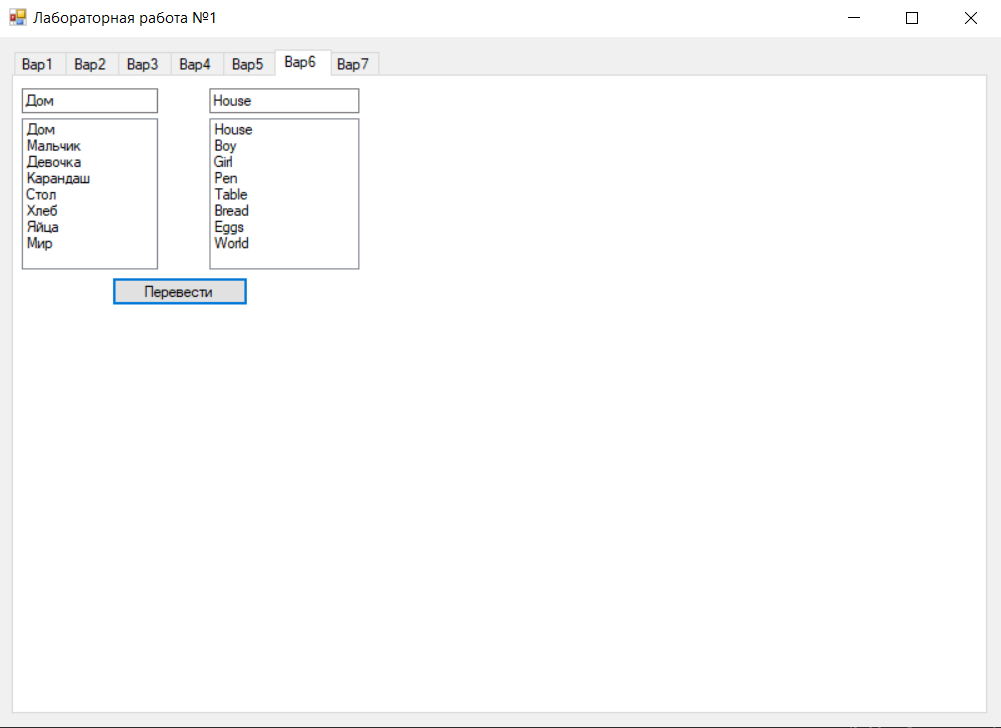 Лабораторная работа №1
Вар1 Вар2 Вар3 Вар4 Вар5 Вар6 Вар7
Дом House
Дом
Мальчик
Девочка
Карандаш
Стол
Хлеб
Яйца
Мир
House
Boy
Girl
Pen
Table
Bread
Eggs
World
Перевести